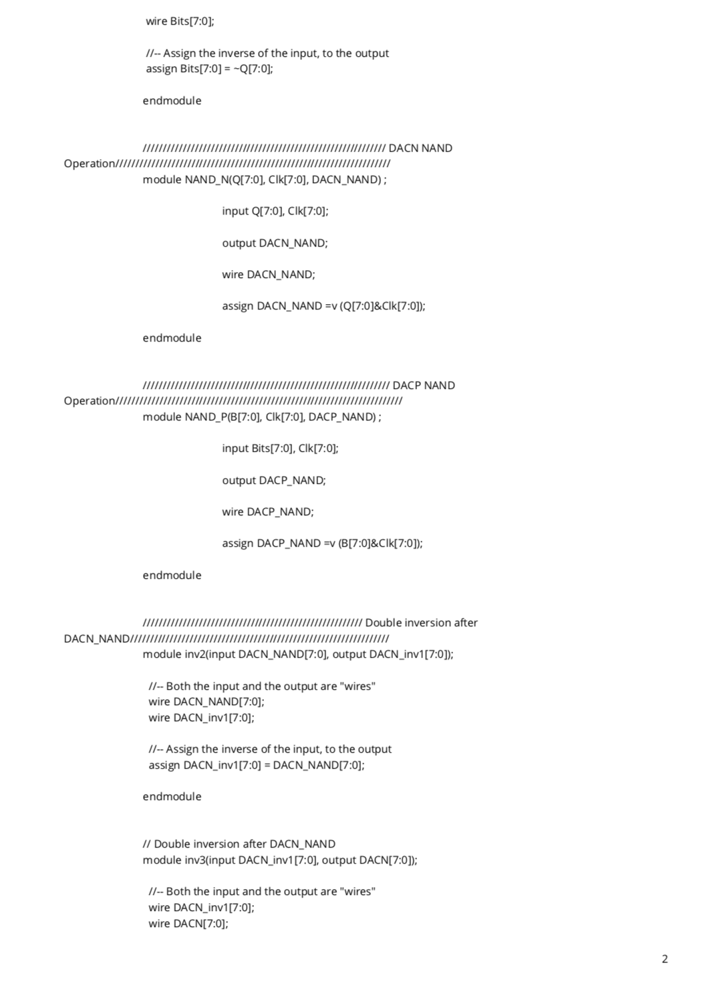 wire Bits[7:0];
//-- Assign the inverse of the input, to the output
assign Bits[7:0] = ~Q[7:0];
endmodule
///////////////////////////////////////////////////////////// DACN NAND
Operation/////////////////////////////////////////////////////////////////////
module NAND_N(Q[7:0], Clk[7:0], DACN_NAND) ;
input Q[7:0], Clk[7:0];
output DACN_NAND;
wire DACN_NAND;
assign DACN_NAND =v (Q[7:0]&Clk[7:0]);
endmodule
////////////////////////////////////////////////////////////// DACP NAND
Operation////////////////////////////////////////////////////////////////////////
module NAND_P(B[7:0], Clk[7:0], DACP_NAND) ;
input Bits[7:0], Clk[7:0];
output DACP_NAND;
wire DACP_NAND;
assign DACP_NAND =v (B[7:0]&Clk[7:0]);
endmodule
/////////////////////////////////////////////////////// Double inversion after
DACN_NAND/////////////////////////////////////////////////////////////////
module inv2(input DACN_NAND[7:0], output DACN_inv1[7:0]);
//-- Both the input and the output are "wires"
wire DACN_NAND[7:0];
wire DACN_inv1[7:0];
//-- Assign the inverse of the input, to the output
assign DACN_inv1[7:0] = DACN_NAND[7:0];
endmodule
// Double inversion after DACN_NAND
module inv3(input DACN_inv1[7:0], output DACN[7:0]);
//-- Both the input and the output are "wires"
wire DACN_inv1[7:0];
wire DACN[7:0];
2